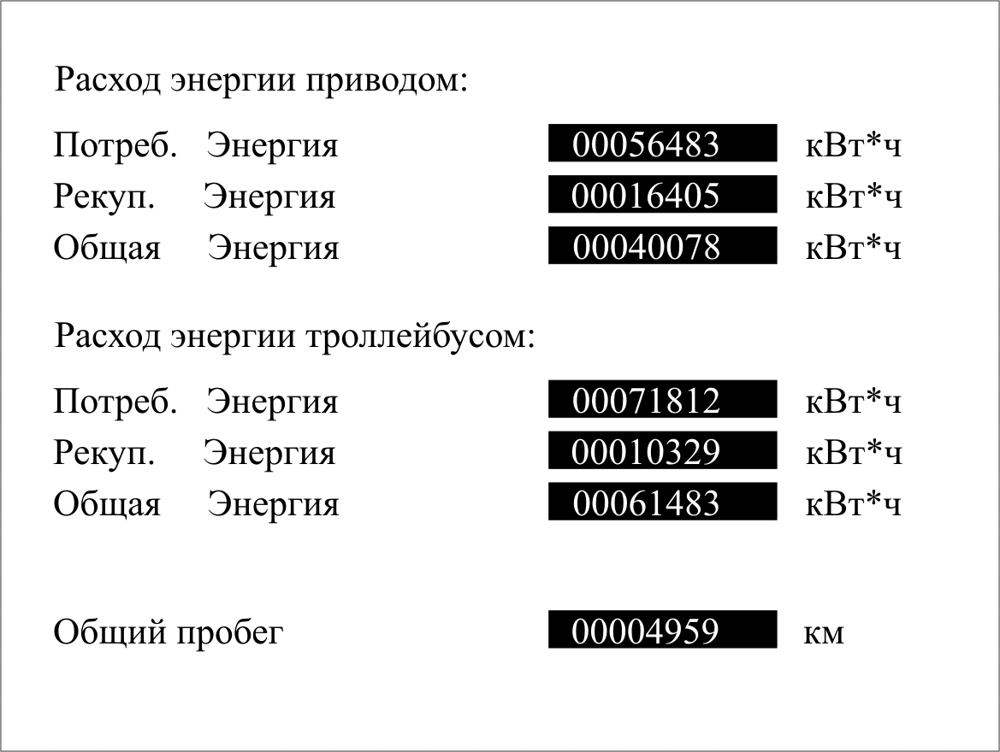 Расход энергии приводом:
Потреб. Энергия 00056483 кВт*ч
Рекуп. Энергия 00016405 кВт*ч
Общая Энергия 00040078 кВт*ч
Расход энергии троллейбусом:
Потреб. Энергия 00071812 кВт*ч
Рекуп. Энергия 00010329 кВт*ч
Общая Энергия 00061483 кВт*ч
Общий пробег 00004959 км